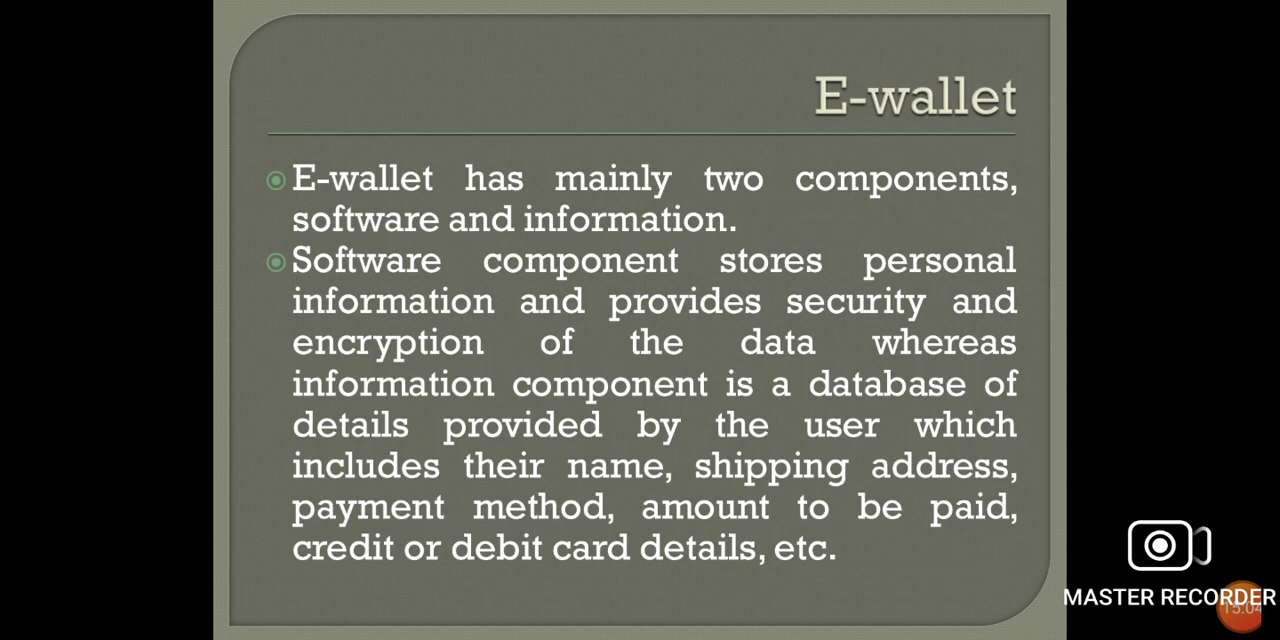 E-wallet
E-wallet has mainly two components,
software and information.
Software component stores personal
information and provides security and
encryption of the data whereas
information component is a database of
details provided by the user which
includes their name, shipping address,
payment method, amount to be paid,
credit or debit card details, etc.
MASTER RECORDER
15:04